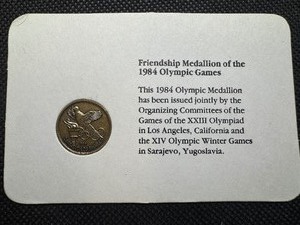 Friendship Medallion of the
1984 Olympic Games
This 1984 Olympic Medallion
has been issued jointly by the
Organizing Committees of the
Games of the XXIII Olympiad
in Los Angeles, California and
the XIV Olympic Winter Games
in Sarajevo, Yugoslavia.